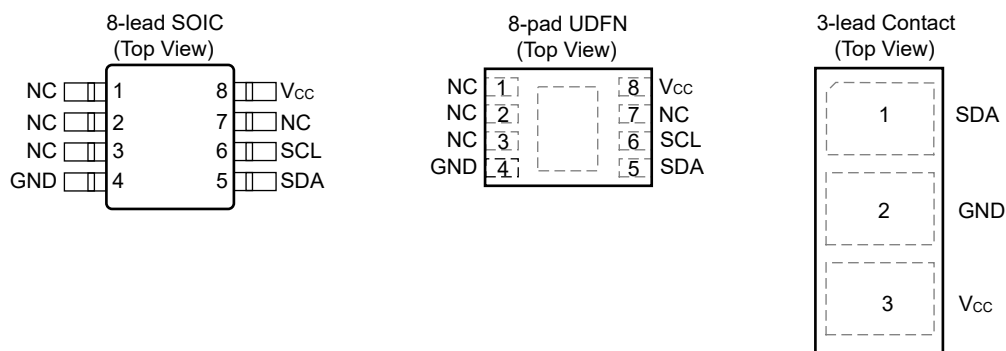 8-lead SOIC
(Top View)
NC 1 8 VCC
NC 2 7 NC
NC 3 6 SCL
GND 4 5 SDA
8-pad UDFN
(Top View)
NC 1 8 VCC
NC 2 7 NC
NC 3 6 SCL
GND 4 5 SDA
3-lead Contact
(Top View)
1 SDA
2 GND
3 VCC